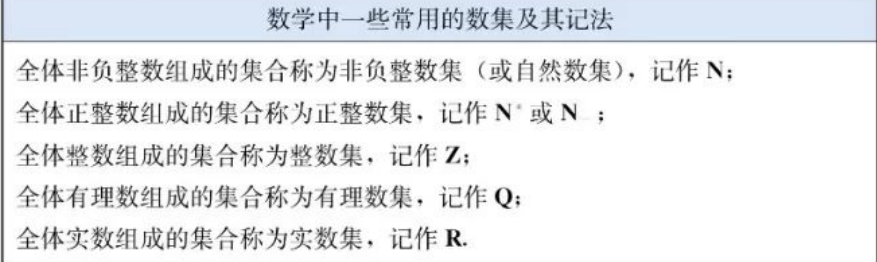 数学中一些常用的数集及其记法
全体非负整数组成的集合称为非负整数集（或自然数集），记作 N；
全体正整数组成的集合称为正整数集，记作 N* 或 N ；
全体整数组成的集合称为整数集，记作 Z；
全体有理数组成的集合称为有理数集，记作 Q；
全体实数组成的集合称为实数集，记作 R.